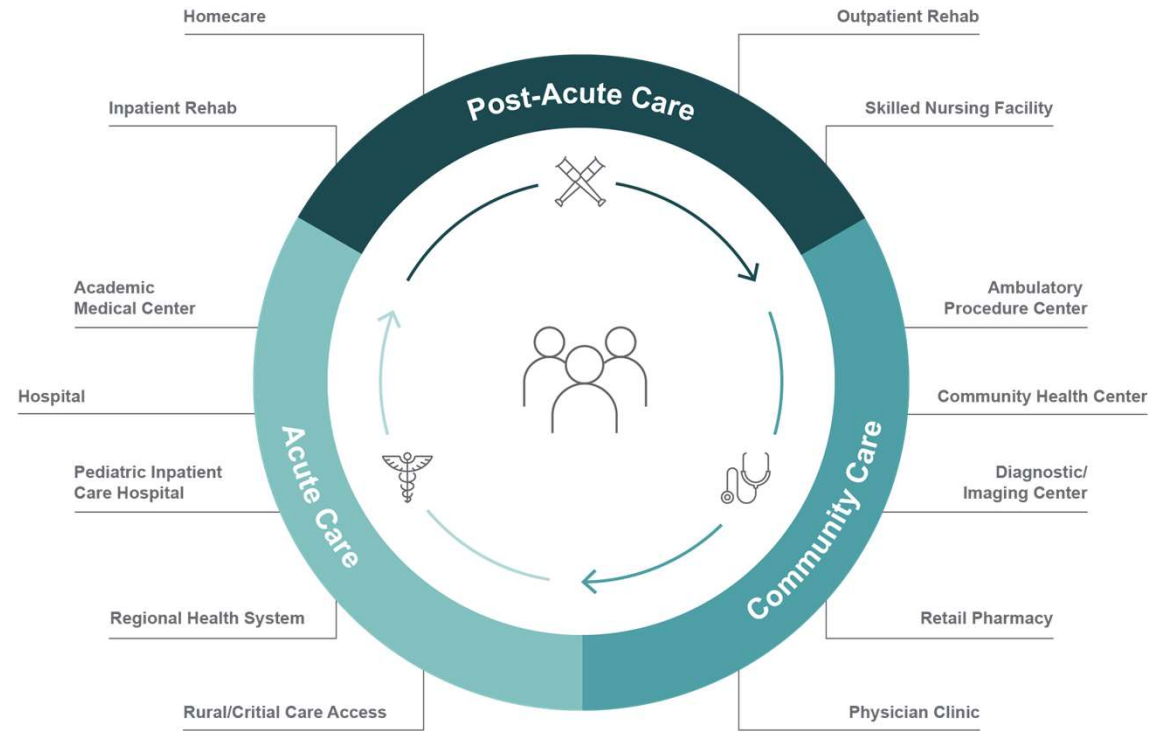 Homecare
Outpatient Rehab
Post-Acute Care
Inpatient Rehab
Skilled Nursing Facility
Academic
Medical Center
Ambulatory
Procedure Center
Hospital
Community Health Center
Acute Care
Community Care
Pediatric Inpatient
Care Hospital
Diagnostic/
Imaging Center
Regional Health System
Retail Pharmacy
Rural/Critial Care Access
Physician Clinic